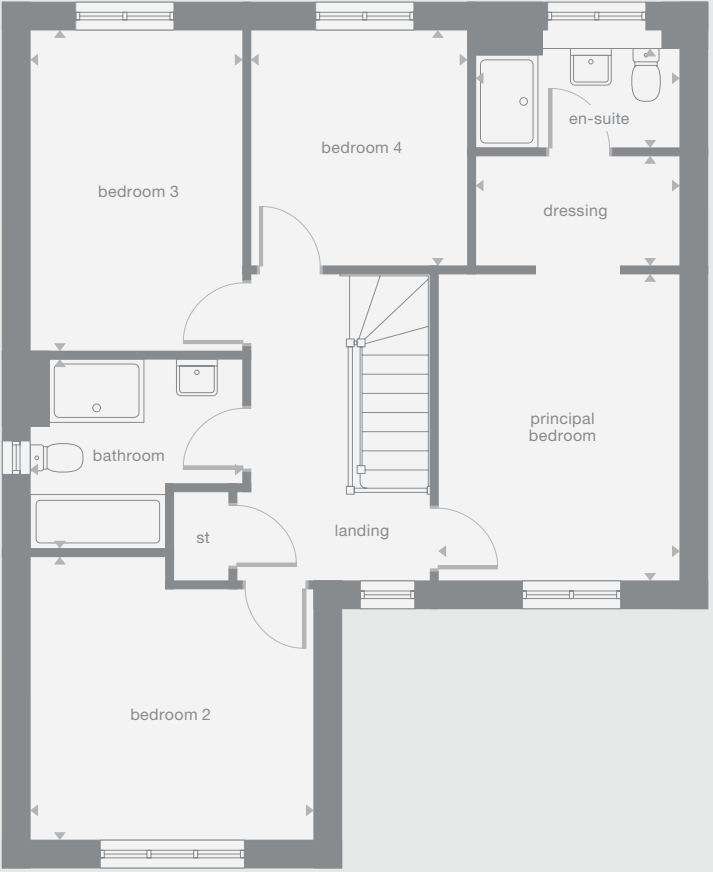 en-suite
bedroom 4
bedroom 3
dressing
principal
bedroom
bathroom
landing
st
bedroom 2